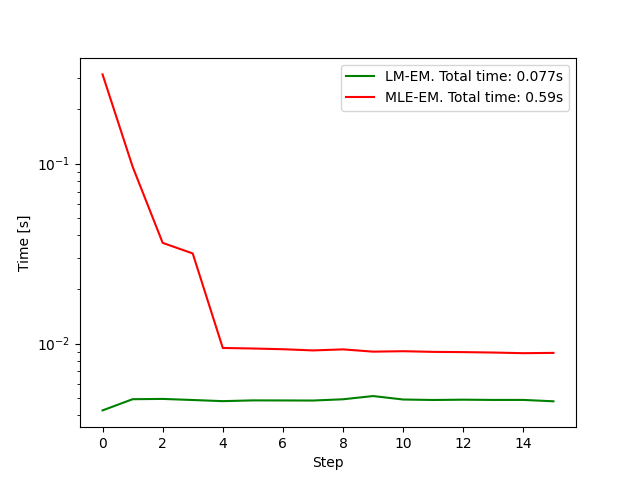 LM-EM. Total time: 0.077s
MLE-EM. Total time: 0.59s
10⁻¹
10⁻²
Time [s]
0 2 4 6 8 10 12 14
Step